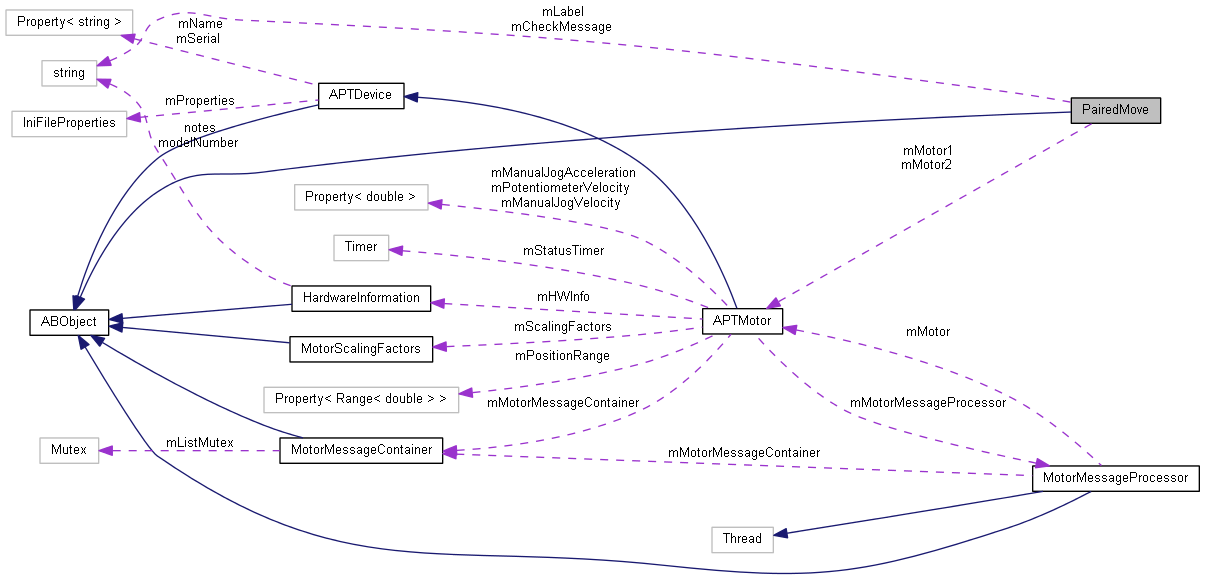 mLabel
mCheckMessage
Property< string >
mName
mSerial
string
APTDevice
PairedMove
mProperties
IniFileProperties
notes
modelNumber
mMotor1
mMotor2
mManualJogAcceleration
mPotentiometerVelocity
mManualJogVelocity
Property< double >
Timer
mStatusTimer
HardwareInformation
mHWInfo
ABObject
APTMotor
mScalingFactors
mMotor
MotorScalingFactors
mPositionRange
Property< Range< double > >
mMotorMessageContainer
mMotorMessageProcessor
mListMutex
Mutex
MotorMessageContainer
mMotorMessageContainer
MotorMessageProcessor
Thread